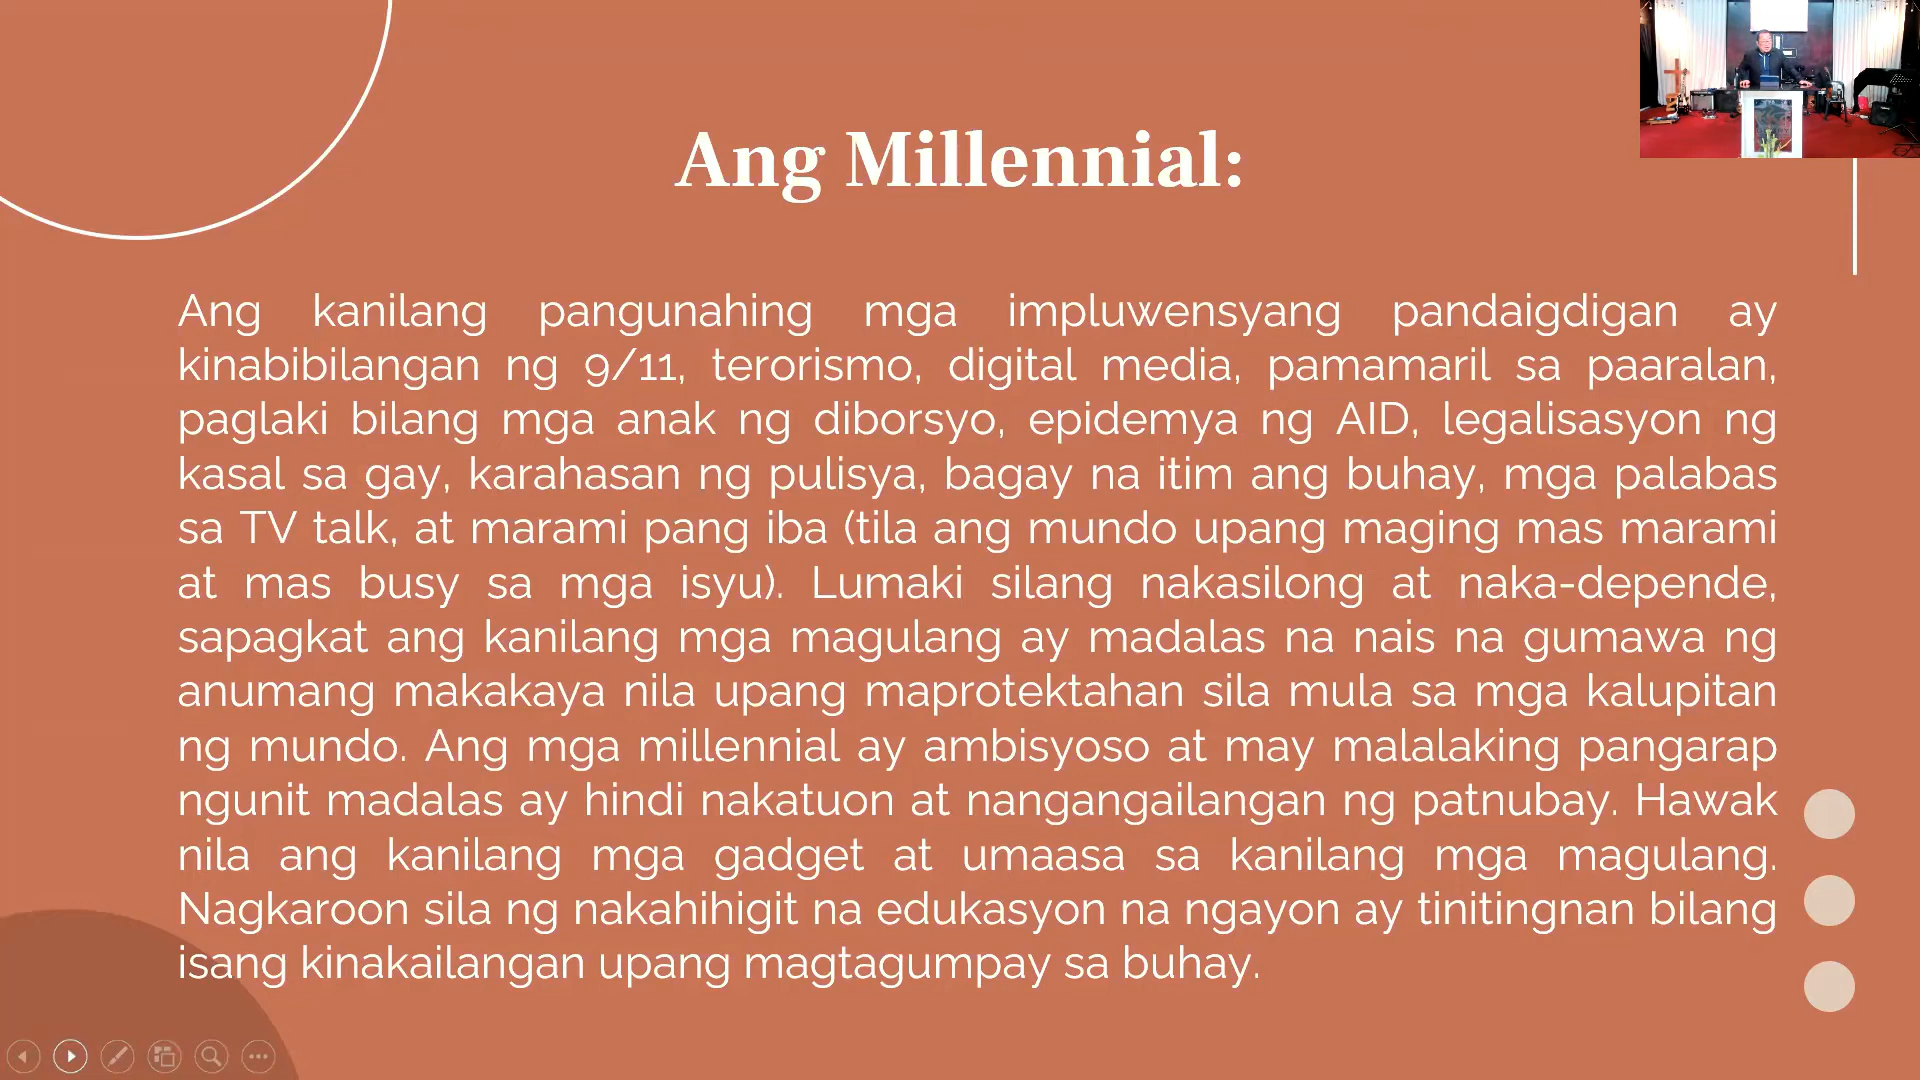 Ang Millennial:
Ang kanilang pangunahing mga impluwensyang pandaigdigan ay
kinabibilangan ng 9/11, terorismo, digital media, pamamaril sa paaralan,
paglaki bilang mga anak ng diborsyo, epidemya ng AID, legalisasyon ng
kasal sa gay, karahasan ng pulisya, bagay na itim ang buhay, mga palabas
sa TV talk, at marami pang iba (tila ang mundo upang maging mas marami
at mas busy sa mga isyu). Lumaki silang nakasilong at naka-depende,
sapagkat ang kanilang mga magulang ay madalas na nais na gumawa ng
anumang makakaya nila upang maprotektahan sila mula sa mga kalupitan
ng mundo. Ang mga millennial ay ambisyoso at may malalaking pangarap
ngunit madalas ay hindi nakatuon at nangangailangan ng patnubay. Hawak
nila ang kanilang mga gadget at umaasa sa kanilang mga magulang.
Nagkaroon sila ng nakahihigit na edukasyon na ngayon ay tinitingnan bilang
isang kinakailangan upang magtagumpay sa buhay.